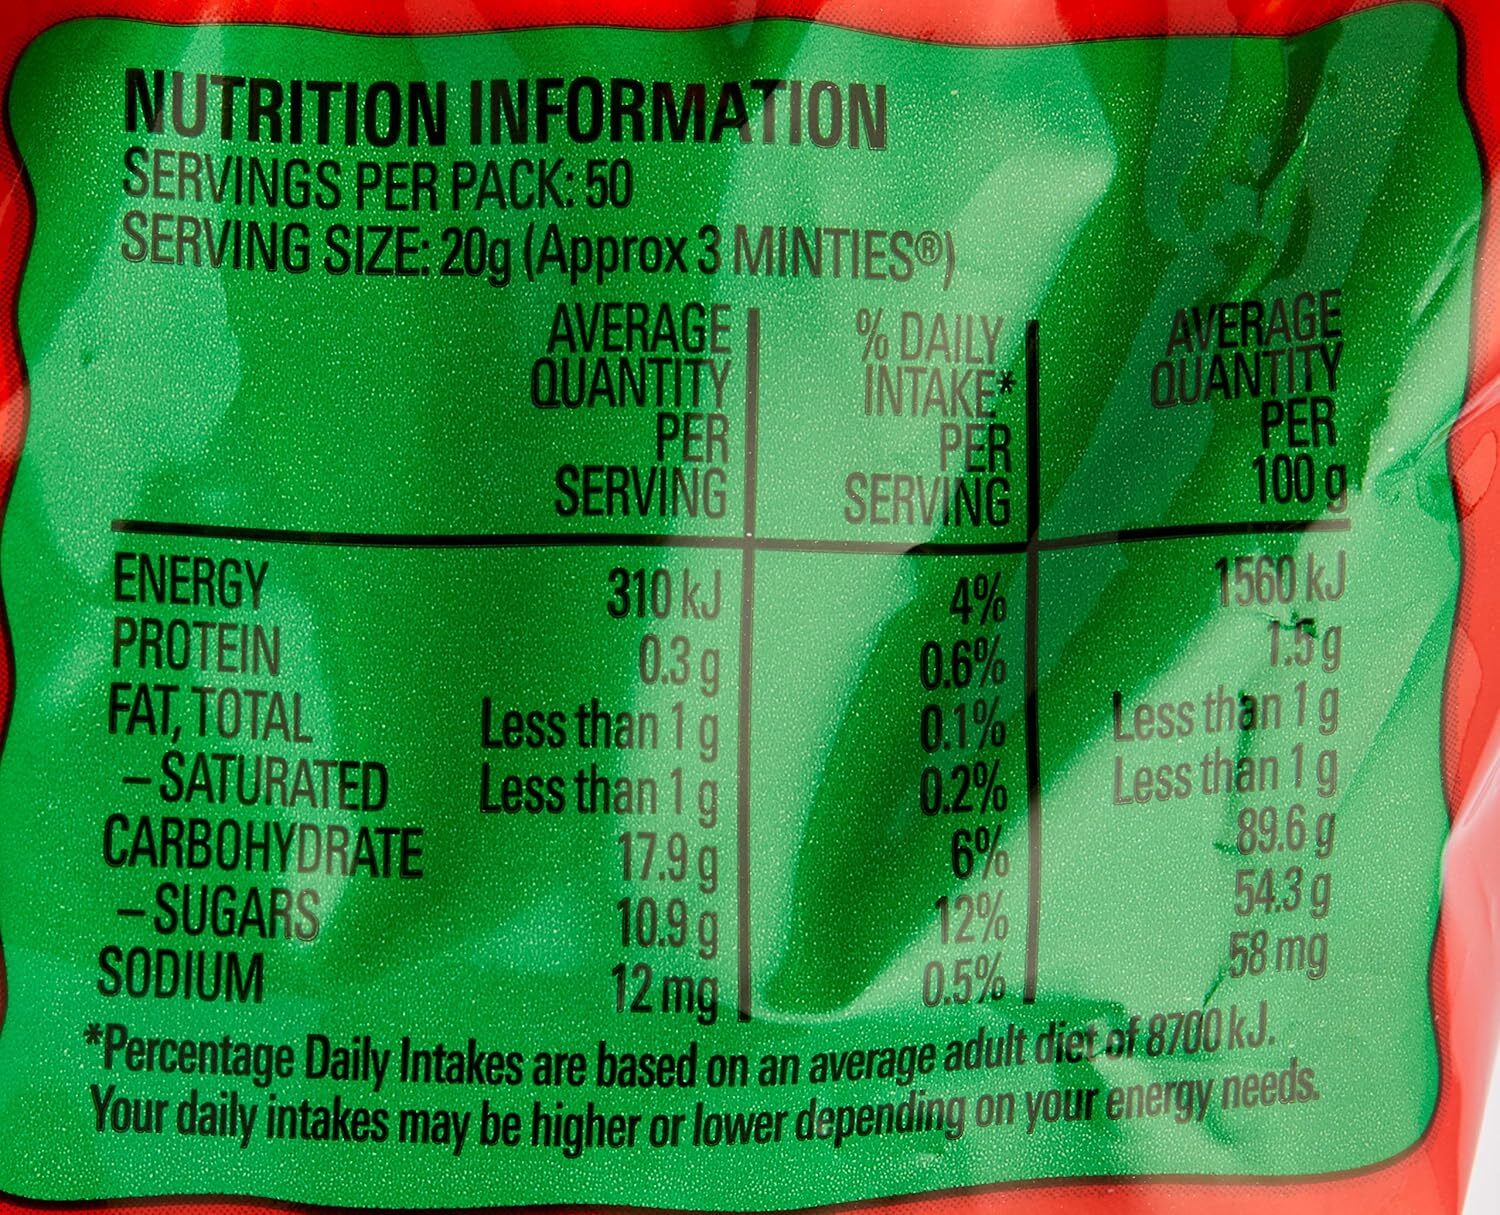 NUTRITION INFORMATION
SERVINGS PER PACK: 50
SERVING SIZE: 20g (Approx 3 MINTIES®)
AVERAGE QUANTITY PER SERVING % DAILY INTAKE* PER SERVING AVERAGE QUANTITY PER 100 g
ENERGY 310 kJ 4% 1560 kJ
PROTEIN 0.3 g 0.6% 1.5 g
FAT, TOTAL Less than 1 g 0.1% Less than 1 g
– SATURATED Less than 1 g 0.2% Less than 1 g
CARBOHYDRATE 17.9 g 6% 89.6 g
– SUGARS 10.9 g 12% 54.3 g
SODIUM 12 mg 0.5% 58 mg
*Percentage Daily Intakes are based on an average adult diet of 8700 kJ.
Your daily intakes may be higher or lower depending on your energy needs.